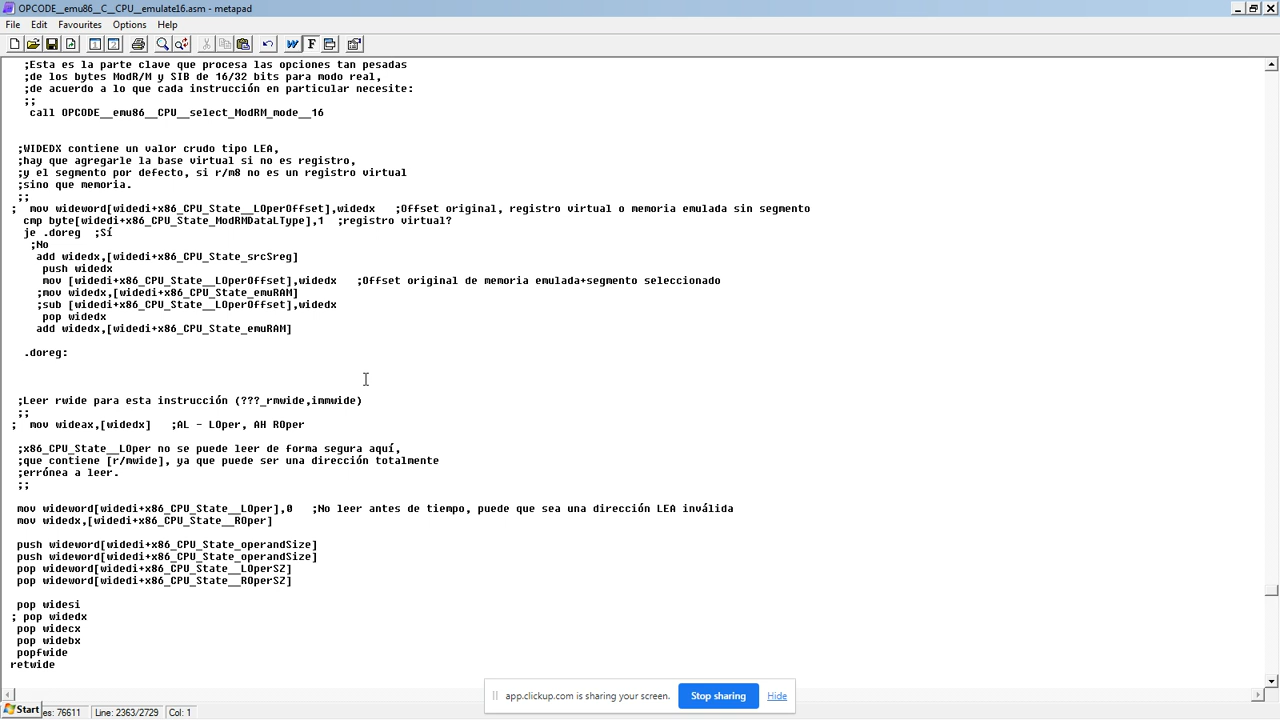 OPCODE__emu86__C__CPU__emulate16.asm - metapad
File Edit Favourites Options Help
;Esta es la parte clave que procesa las opciones tan pesadas
;de los bytes ModR/M y SIB de 16/32 bits para modo real,
;de acuerdo a lo que cada instrucción en particular necesite:
;;
call OPCODE__emu86__CPU__select_ModRM_mode__16
;WIDEDX contiene un valor crudo tipo LEA,
;hay que agregarle la base virtual si no es registro,
;y el segmento por defecto, si r/m8 no es un registro virtual
;sino que memoria.
;;
; mov wideword[widedi+x86_CPU_State__LOperOffset],widedx ;Offset original, registro virtual o memoria emulada sin segmento
cmp byte[widedi+x86_CPU_State_ModRMDataLType],1 ;registro virtual?
je .doreg ;Sí
;No
add widedx,[widedi+x86_CPU_State_srcSreg]
push widedx
mov [widedi+x86_CPU_State__LOperOffset],widedx ;Offset original de memoria emulada+segmento seleccionado
;mov widedx,[widedi+x86_CPU_State_emuRAM]
;sub [widedi+x86_CPU_State__LOperOffset],widedx
pop widedx
add widedx,[widedi+x86_CPU_State_emuRAM]
.doreg:
;Leer rwide para esta instrucción (???_rmwide,immwide)
;;
; mov wideax,[widedx] ;AL - LOper, AH ROper
;x86_CPU_State__LOper no se puede leer de forma segura aquí,
;que contiene [r/mwide], ya que puede ser una dirección totalmente
;errónea a leer.
;;
mov wideword[widedi+x86_CPU_State__LOper],0 ;No leer antes de tiempo, puede que sea una dirección LEA inválida
mov widedx,[widedi+x86_CPU_State__ROper]
push wideword[widedi+x86_CPU_State_operandSize]
push wideword[widedi+x86_CPU_State_operandSize]
pop wideword[widedi+x86_CPU_State__LOperSZ]
pop wideword[widedi+x86_CPU_State__ROperSZ]
pop widesi
; pop widedx
pop widecx
pop widebx
popfwide
retwide
app.clickup.com is sharing your screen. Stop sharing Hide
Start es: 76611 Line: 2363/2729 Col: 1